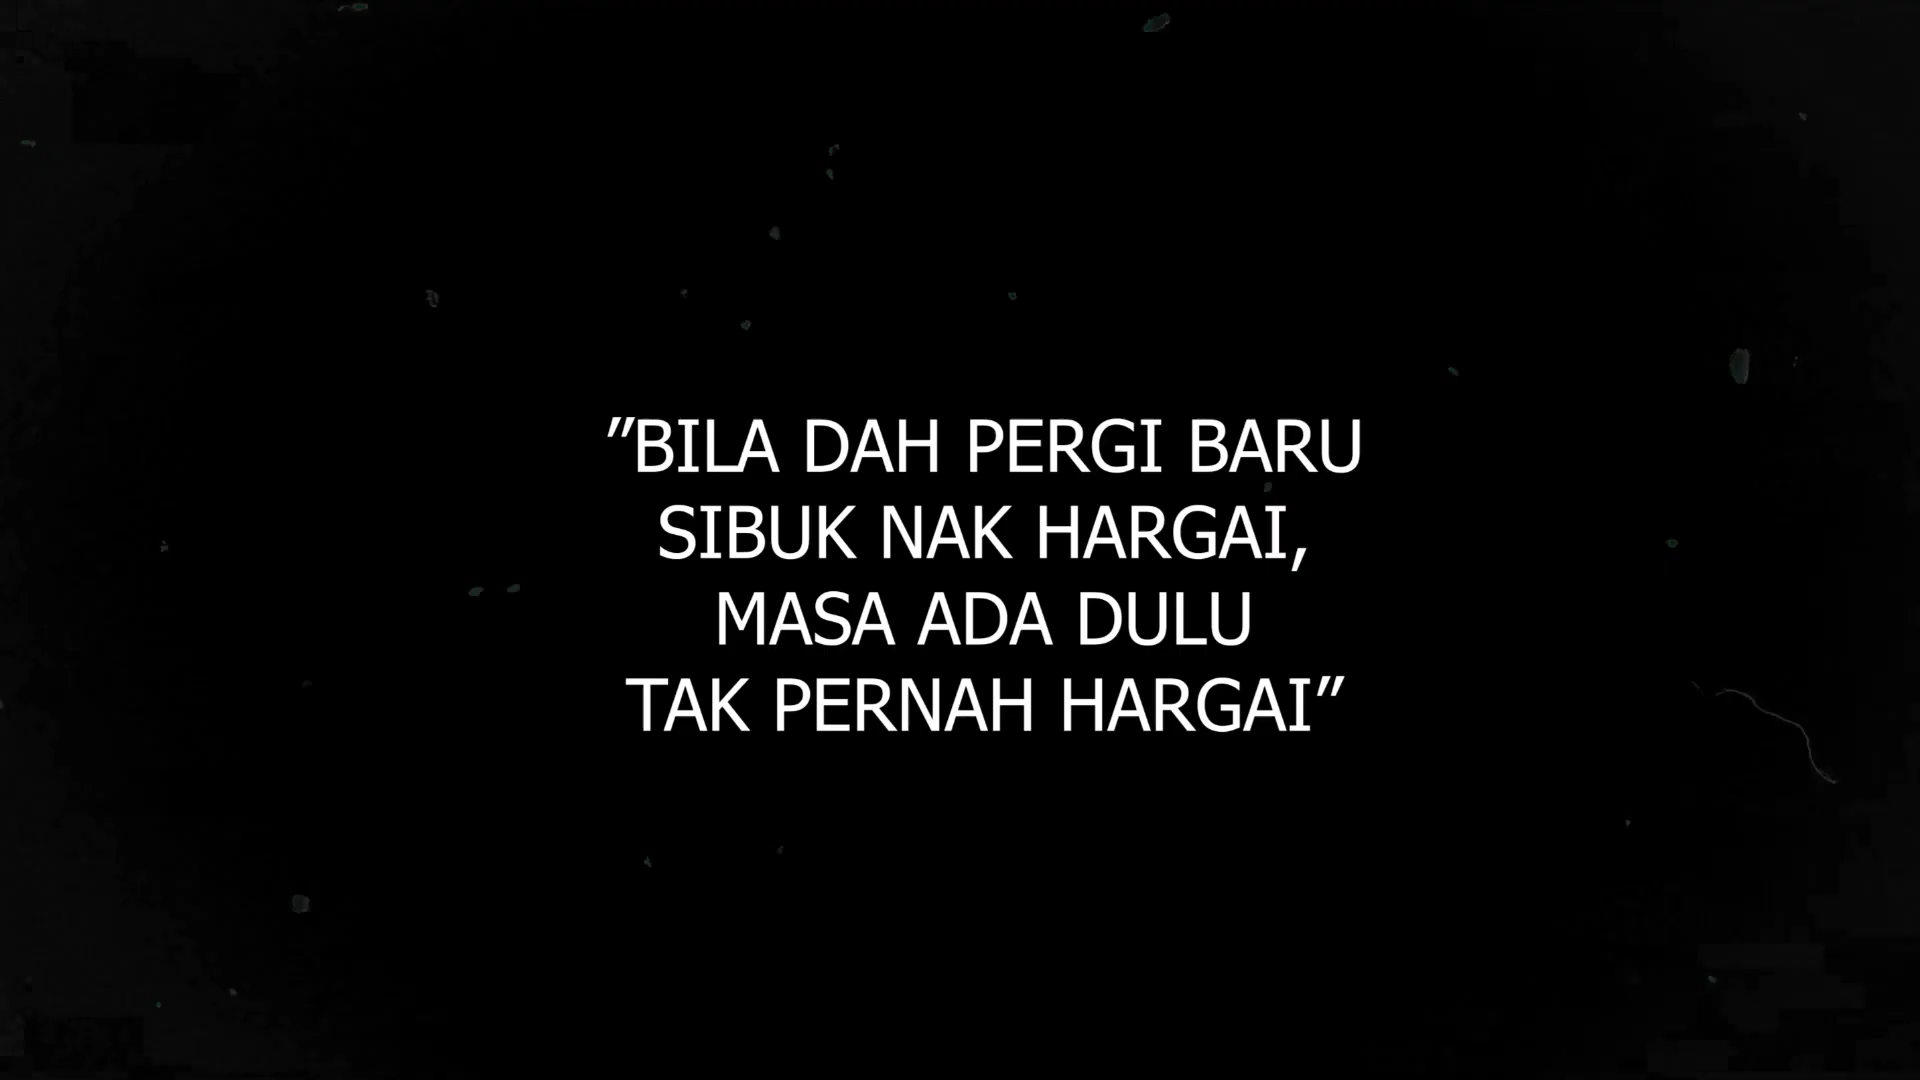 ”BILA DAH PERGI BARU
SIBUK NAK HARGAI,
MASA ADA DULU
TAK PERNAH HARGAI”